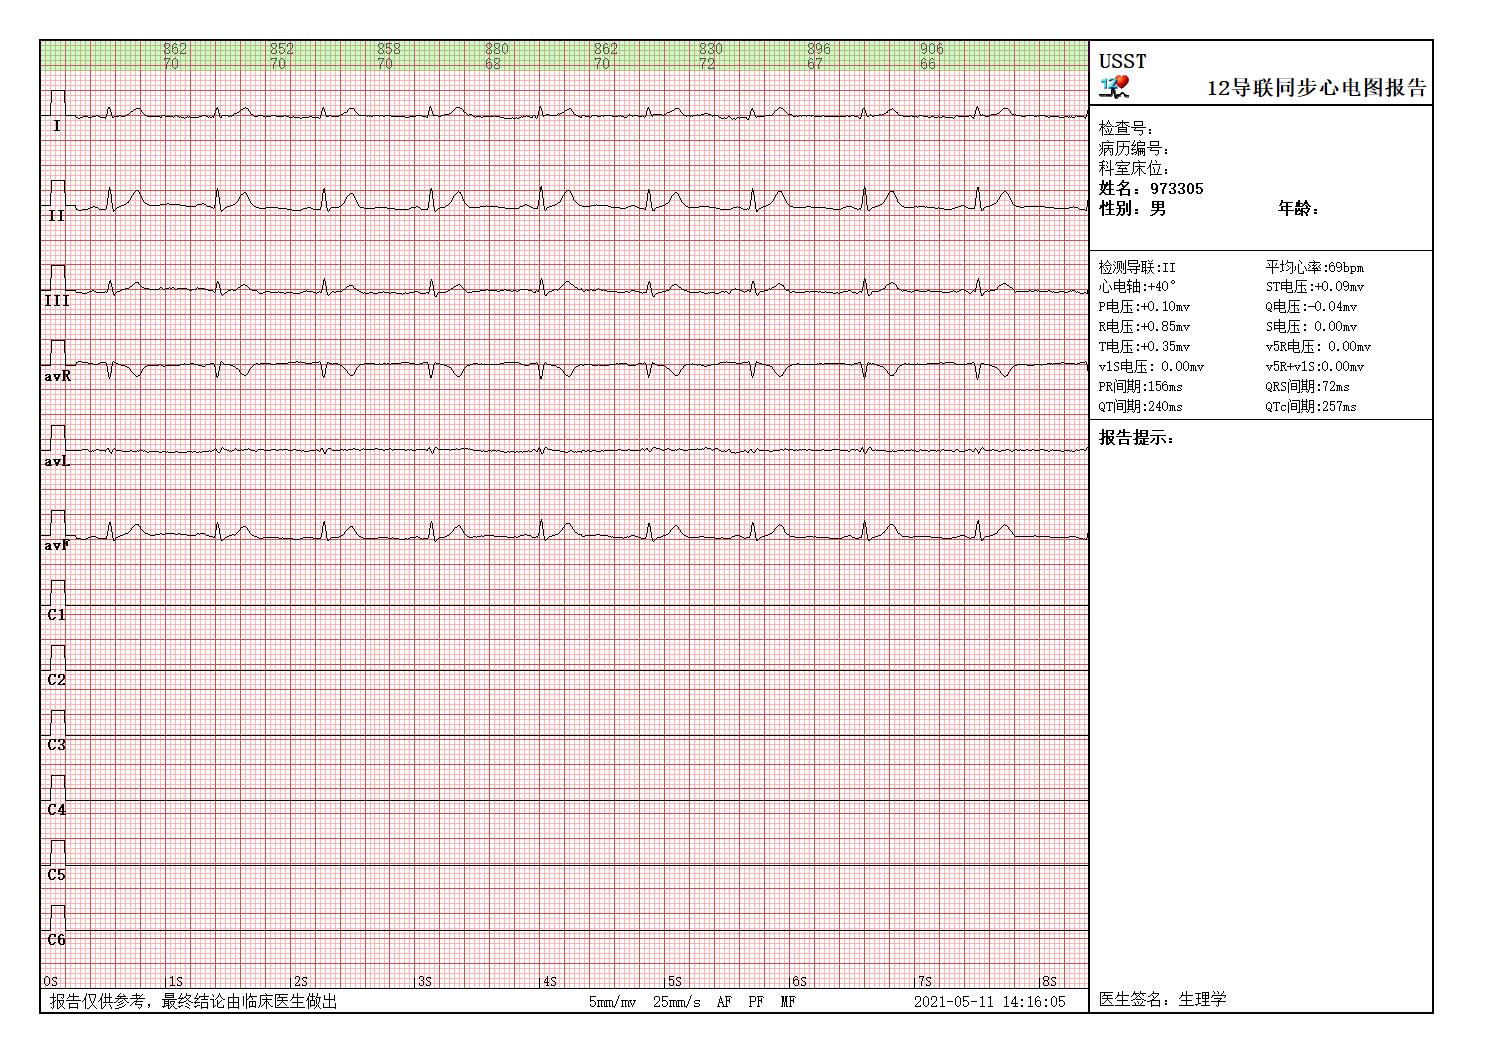 862 852 858 880 862 830 896 906
70 70 70 68 70 72 67 66
I
II
III
avR
avL
avF
C1
C2
C3
C4
C5
C6
0S 1S 2S 3S 4S 5S 6S 7S 8S
报告仅供参考，最终结论由临床医生做出 5mm/mv 25mm/s AF PF MF 2021-05-11 14:16:05
USST
12
12导联同步心电图报告
检查号：
病历编号：
科室床位：
姓名：973305
性别：男 年龄：
检测导联:II 平均心率:69bpm
心电轴:+40° ST电压:+0.09mv
P电压:+0.10mv Q电压:-0.04mv
R电压:+0.85mv S电压: 0.00mv
T电压:+0.35mv v5R电压: 0.00mv
v1S电压: 0.00mv v5R+v1S:0.00mv
PR间期:156ms QRS间期:72ms
QT间期:240ms QTc间期:257ms
报告提示：
医生签名：生理学